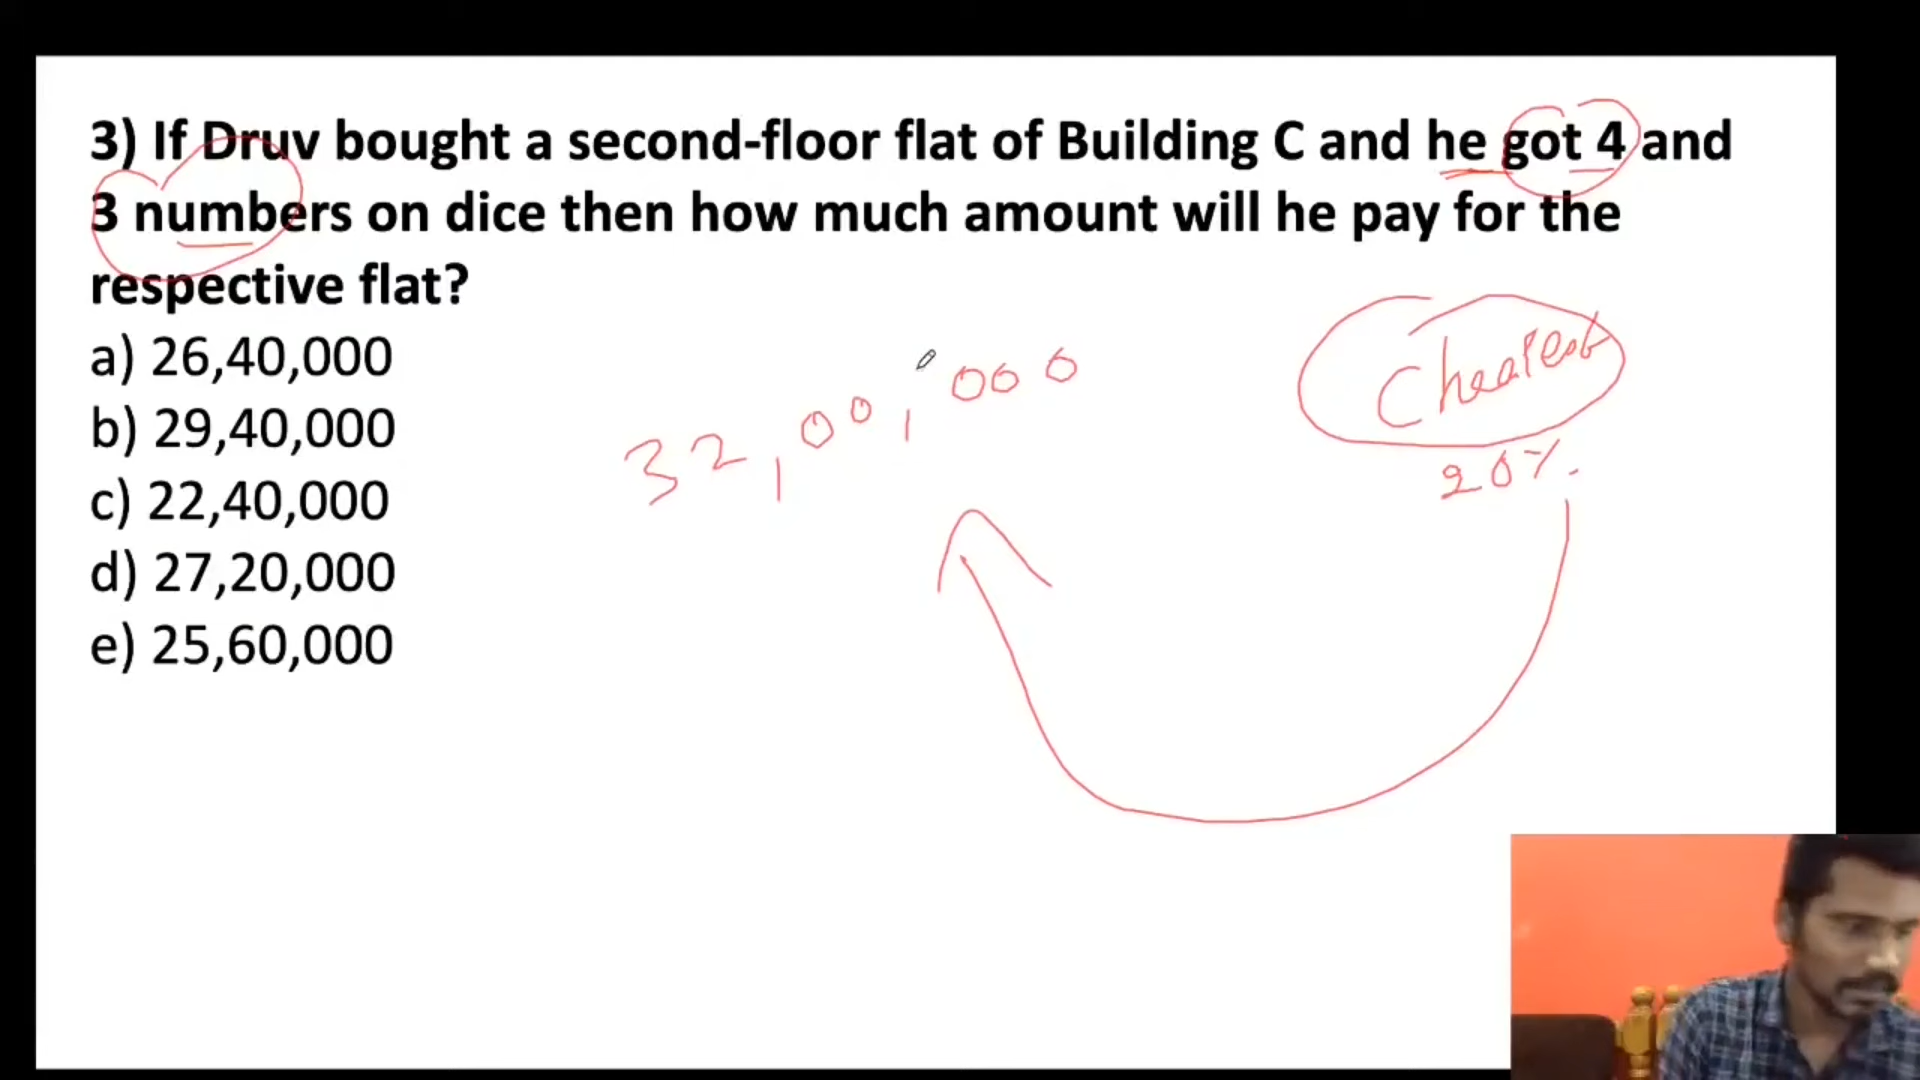 3) If Druv bought a second-floor flat of Building C and he got 4 and
3 numbers on dice then how much amount will he pay for the
respective flat?
a) 26,40,000
b) 29,40,000
c) 22,40,000
d) 27,20,000
e) 25,60,000
32,00,000
Cheapest
20%